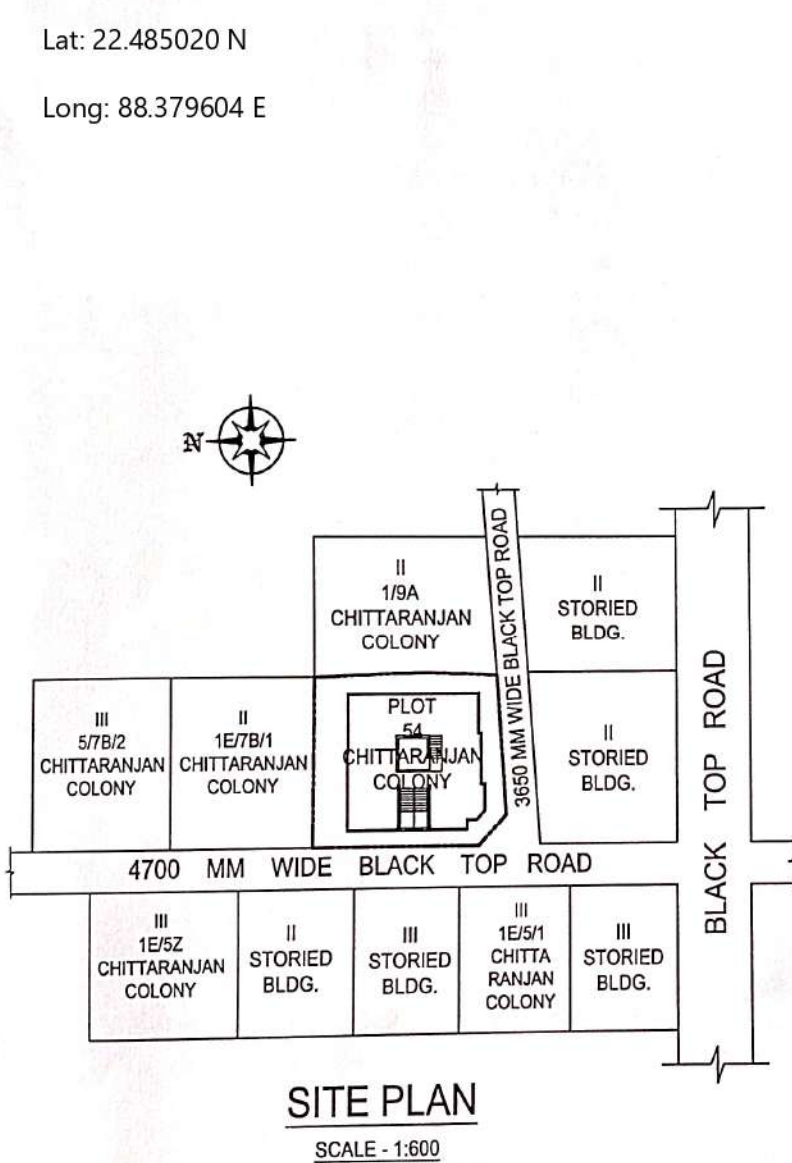 Lat: 22.485020 N
Long: 88.379604 E
N
II
1/9A
CHITTARANJAN
COLONY
3650 MM WIDE BLACK TOP ROAD
II
STORIED
BLDG.
III
5/7B/2
CHITTARANJAN
COLONY
II
1E/7B/1
CHITTARANJAN
COLONY
PLOT
54
CHITTARANJAN
COLONY
II
STORIED
BLDG.
BLACK TOP ROAD
4700 MM WIDE BLACK TOP ROAD
III
1E/5Z
CHITTARANJAN
COLONY
II
STORIED
BLDG.
III
STORIED
BLDG.
III
1E/5/1
CHITTA
RANJAN
COLONY
III
STORIED
BLDG.
SITE PLAN
SCALE - 1:600